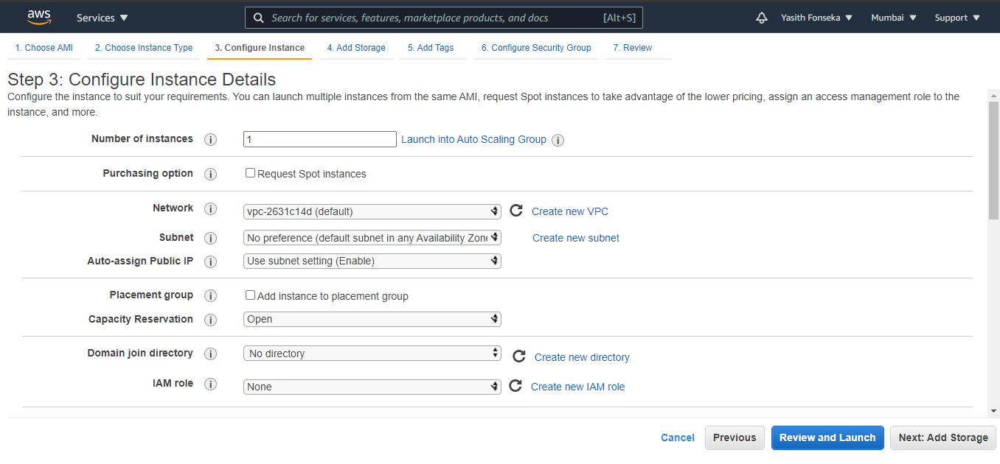 aws Services Search for services, features, marketplace products, and docs [Alt+S] Yasith Fonseka Mumbai Support
1. Choose AMI 2. Choose Instance Type 3. Configure Instance 4. Add Storage 5. Add Tags 6. Configure Security Group 7. Review
Step 3: Configure Instance Details
Configure the instance to suit your requirements. You can launch multiple instances from the same AMI, request Spot instances to take advantage of the lower pricing, assign an access management role to the
instance, and more.
Number of instances i 1 Launch into Auto Scaling Group i
Purchasing option i Request Spot instances
Network i vpc-2631c14d (default) Create new VPC
Subnet i No preference (default subnet in any Availability Zone Create new subnet
Auto-assign Public IP i Use subnet setting (Enable)
Placement group i Add instance to placement group
Capacity Reservation i Open
Domain join directory i No directory Create new directory
IAM role i None Create new IAM role
Cancel Previous Review and Launch Next: Add Storage